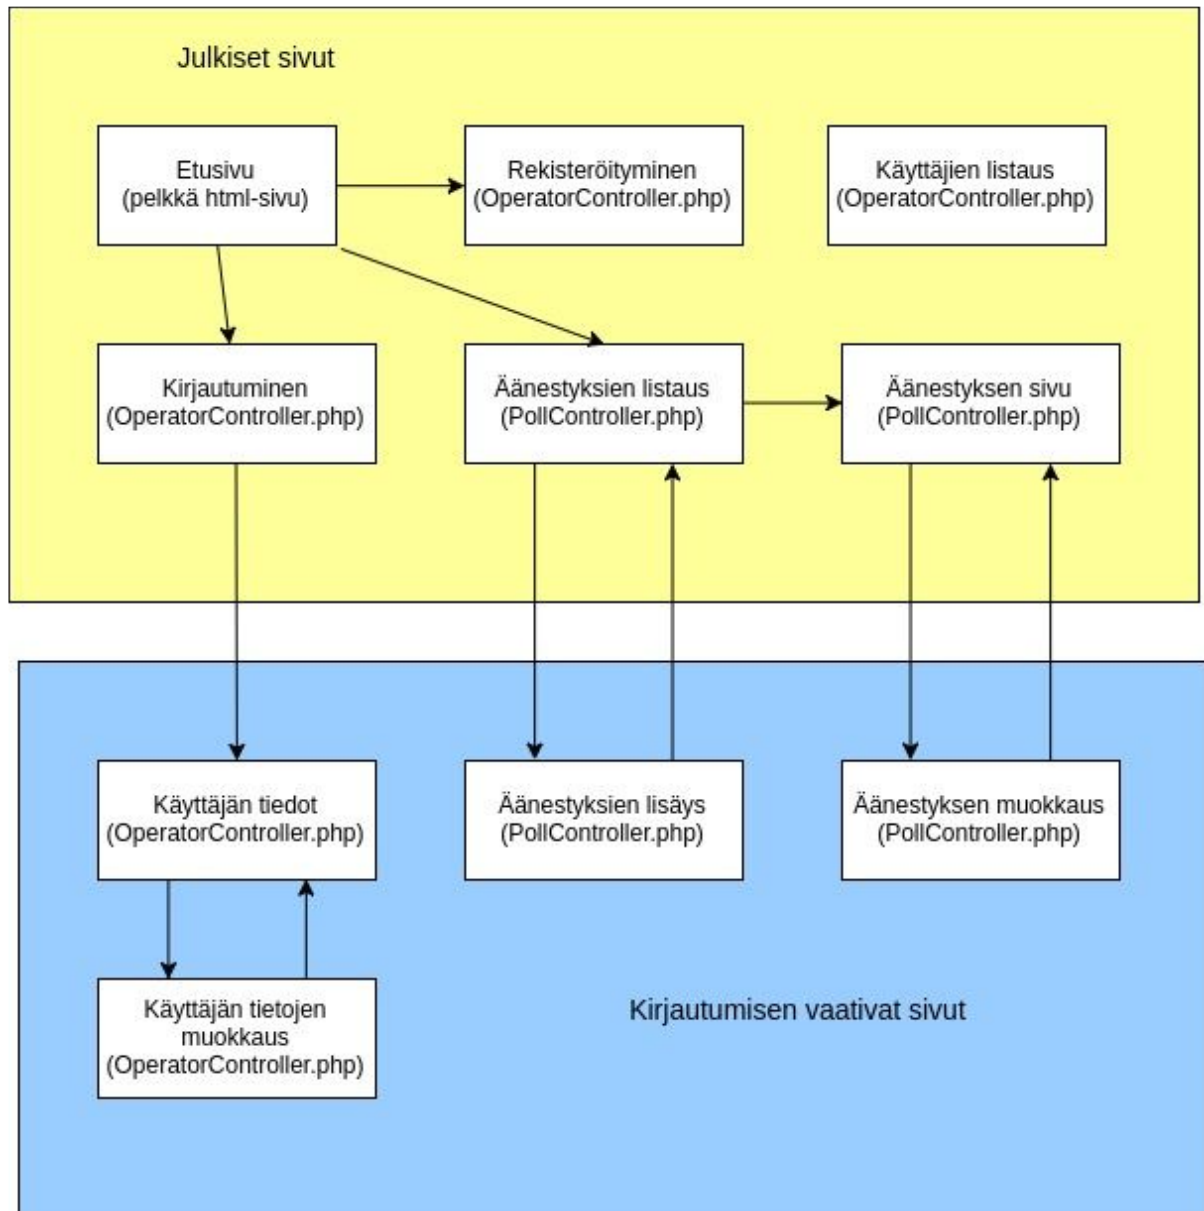 Julkiset sivut
Etusivu
(pelkkä html-sivu)
Rekisteröityminen
(OperatorController.php)
Käyttäjien listaus
(OperatorController.php)
Kirjautuminen
(OperatorController.php)
Äänestyksien listaus
(PollController.php)
Äänestyksen sivu
(PollController.php)
Käyttäjän tiedot
(OperatorController.php)
Äänestyksien lisäys
(PollController.php)
Äänestyksen muokkaus
(PollController.php)
Käyttäjän tietojen
muokkaus
(OperatorController.php)
Kirjautumisen vaativat sivut